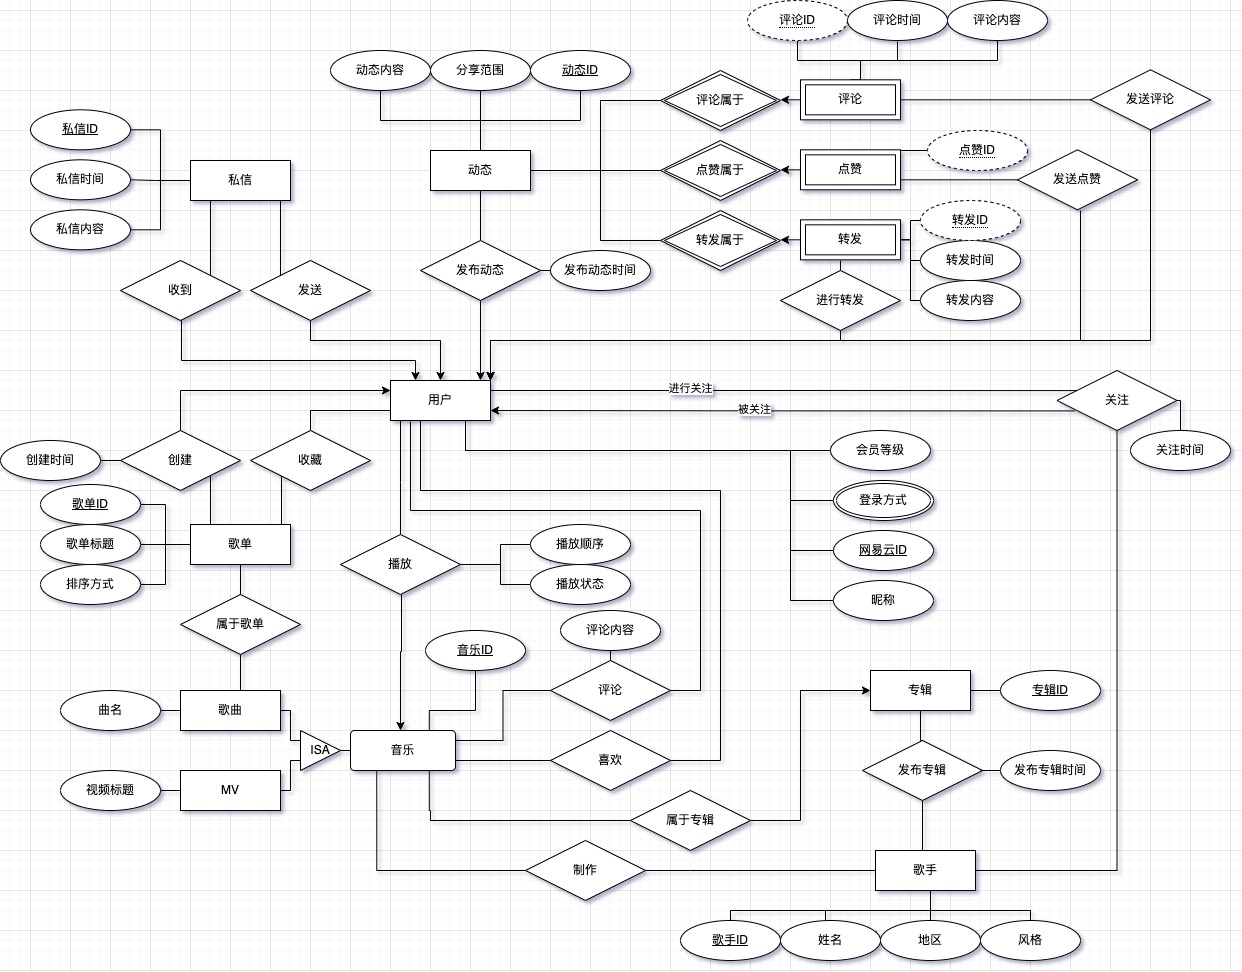 评论ID
评论时间
评论内容
动态内容
分享范围
动态ID
评论属于
评论
发送评论
私信ID
私信时间
私信内容
私信
动态
点赞属于
点赞
点赞ID
发送点赞
转发属于
转发
转发ID
转发时间
转发内容
收到
发送
发布动态
发布动态时间
进行转发
用户
进行关注
被关注
关注
关注时间
创建时间
创建
收藏
会员等级
登录方式
网易云ID
昵称
歌单ID
歌单标题
排序方式
歌单
播放
播放顺序
播放状态
属于歌单
音乐ID
评论内容
评论
专辑
专辑ID
曲名
歌曲
ISA
音乐
喜欢
发布专辑
发布专辑时间
视频标题
MV
属于专辑
制作
歌手
歌手ID
姓名
地区
风格